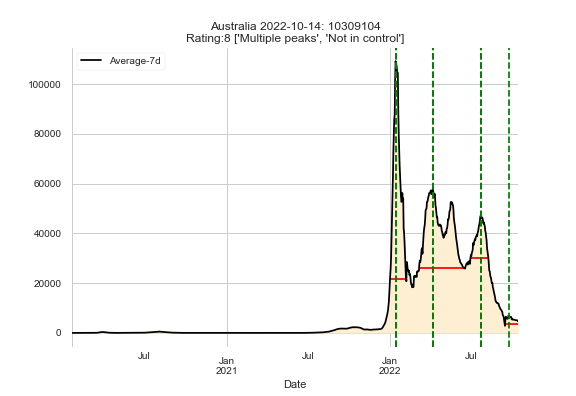 Australia 2022-10-14: 10309104
Rating:8 ['Multiple peaks', 'Not in control']
Average-7d
100000
80000
60000
40000
20000
0
Jul
Jan
2021
Jul
Jan
2022
Jul
Date